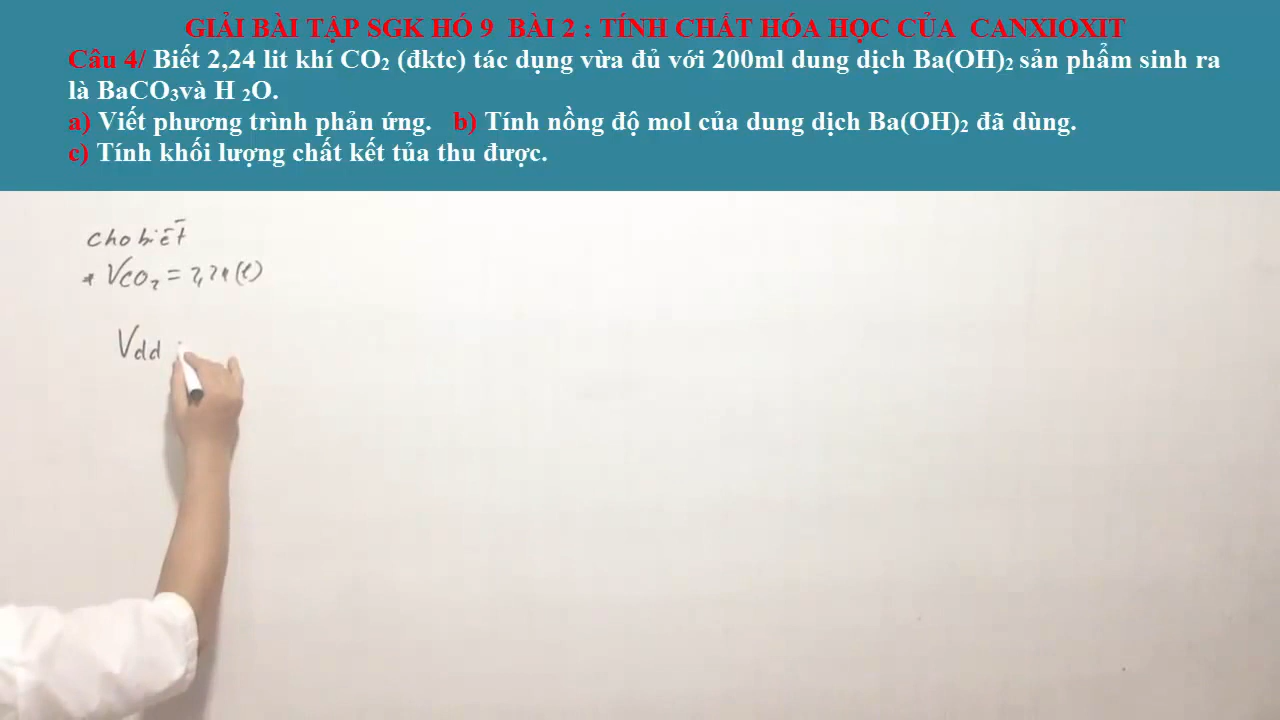 GIẢI BÀI TẬP SGK HÓ 9 BÀI 2 : TÍNH CHẤT HÓA HỌC CỦA CANXIOXIT
Câu 4/ Biết 2,24 lit khí CO₂ (đktc) tác dụng vừa đủ với 200ml dung dịch Ba(OH)₂ sản phẩm sinh ra
là BaCO₃và H ₂O.
a) Viết phương trình phản ứng. b) Tính nồng độ mol của dung dịch Ba(OH)₂ đã dùng.
c) Tính khối lượng chất kết tủa thu được.
cho biết
* VCO₂ = 2,24(l)
Vdd